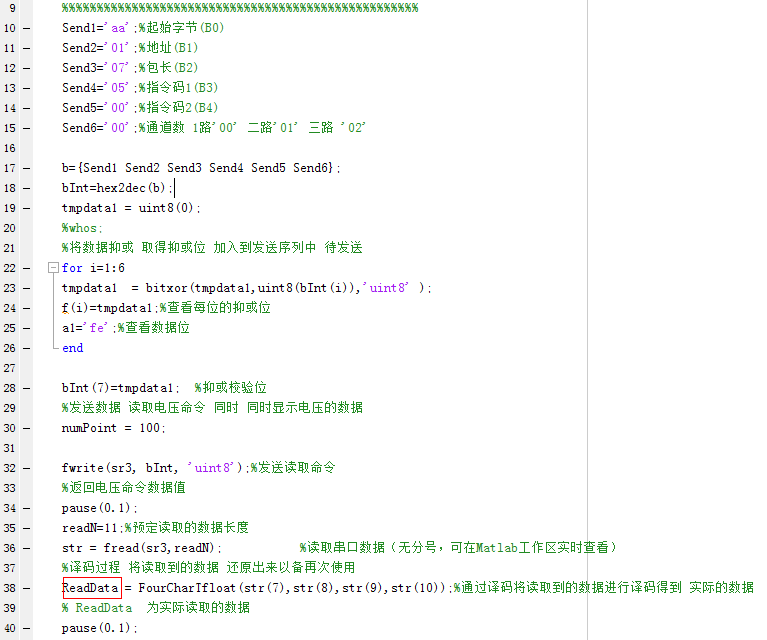 9 %%%%%%%%%%%%%%%%%%%%%%%%%%%%%%%%%%%%%%%%%%%%%%%%%%%
10 — Send1='aa';%起始字节(B0)
11 — Send2='01';%地址(B1)
12 — Send3='07';%包长(B2)
13 — Send4='05';%指令码1(B3)
14 — Send5='00';%指令码2(B4)
15 — Send6='00';%通道数 1路'00' 二路'01' 三路 '02'
16
17 — b={Send1 Send2 Send3 Send4 Send5 Send6};
18 — bInt=hex2dec(b);
19 — tmpdata1 = uint8(0);
20 %whos;
21 %将数据抑或 取得抑或位 加入到发送序列中 待发送
22 — for i=1:6
23 — tmpdata1 = bitxor(tmpdata1,uint8(bInt(i)),'uint8' );
24 — f(i)=tmpdata1;%查看每位的抑或位
25 — a1='fe';%查看数据位
26 — end
27
28 — bInt(7)=tmpdata1; %抑或校验位
29 %发送数据 读取电压命令 同时 同时显示电压的数据
30 — numPoint = 100;
31
32 — fwrite(sr3, bInt, 'uint8');%发送读取命令
33 %返回电压命令数据值
34 — pause(0.1);
35 — readN=11;%预定读取的数据长度
36 — str = fread(sr3,readN); %读取串口数据（无分号，可在Matlab工作区实时查看）
37 %译码过程 将读取到的数据 还原出来以备再次使用
38 — ReadData = FourCharIfloat(str(7),str(8),str(9),str(10));%通过译码将读取到的数据进行译码得到 实际的数据
39 % ReadData 为实际读取的数据
40 — pause(0.1);